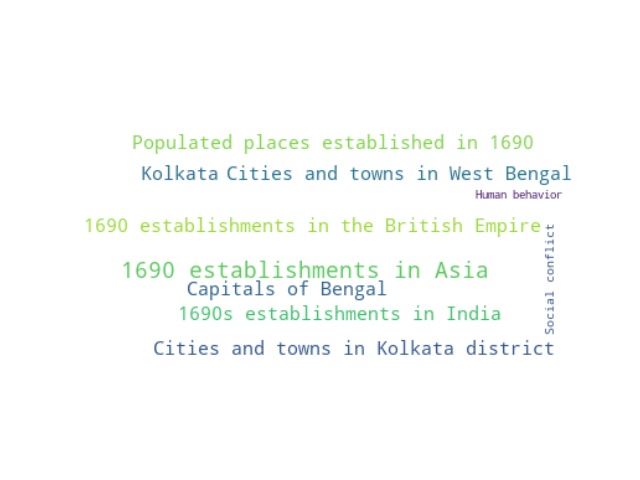 Populated places established in 1690
Kolkata Cities and towns in West Bengal
Human behavior
1690 establishments in the British Empire
Social conflict
1690 establishments in Asia
Capitals of Bengal
1690s establishments in India
Cities and towns in Kolkata district